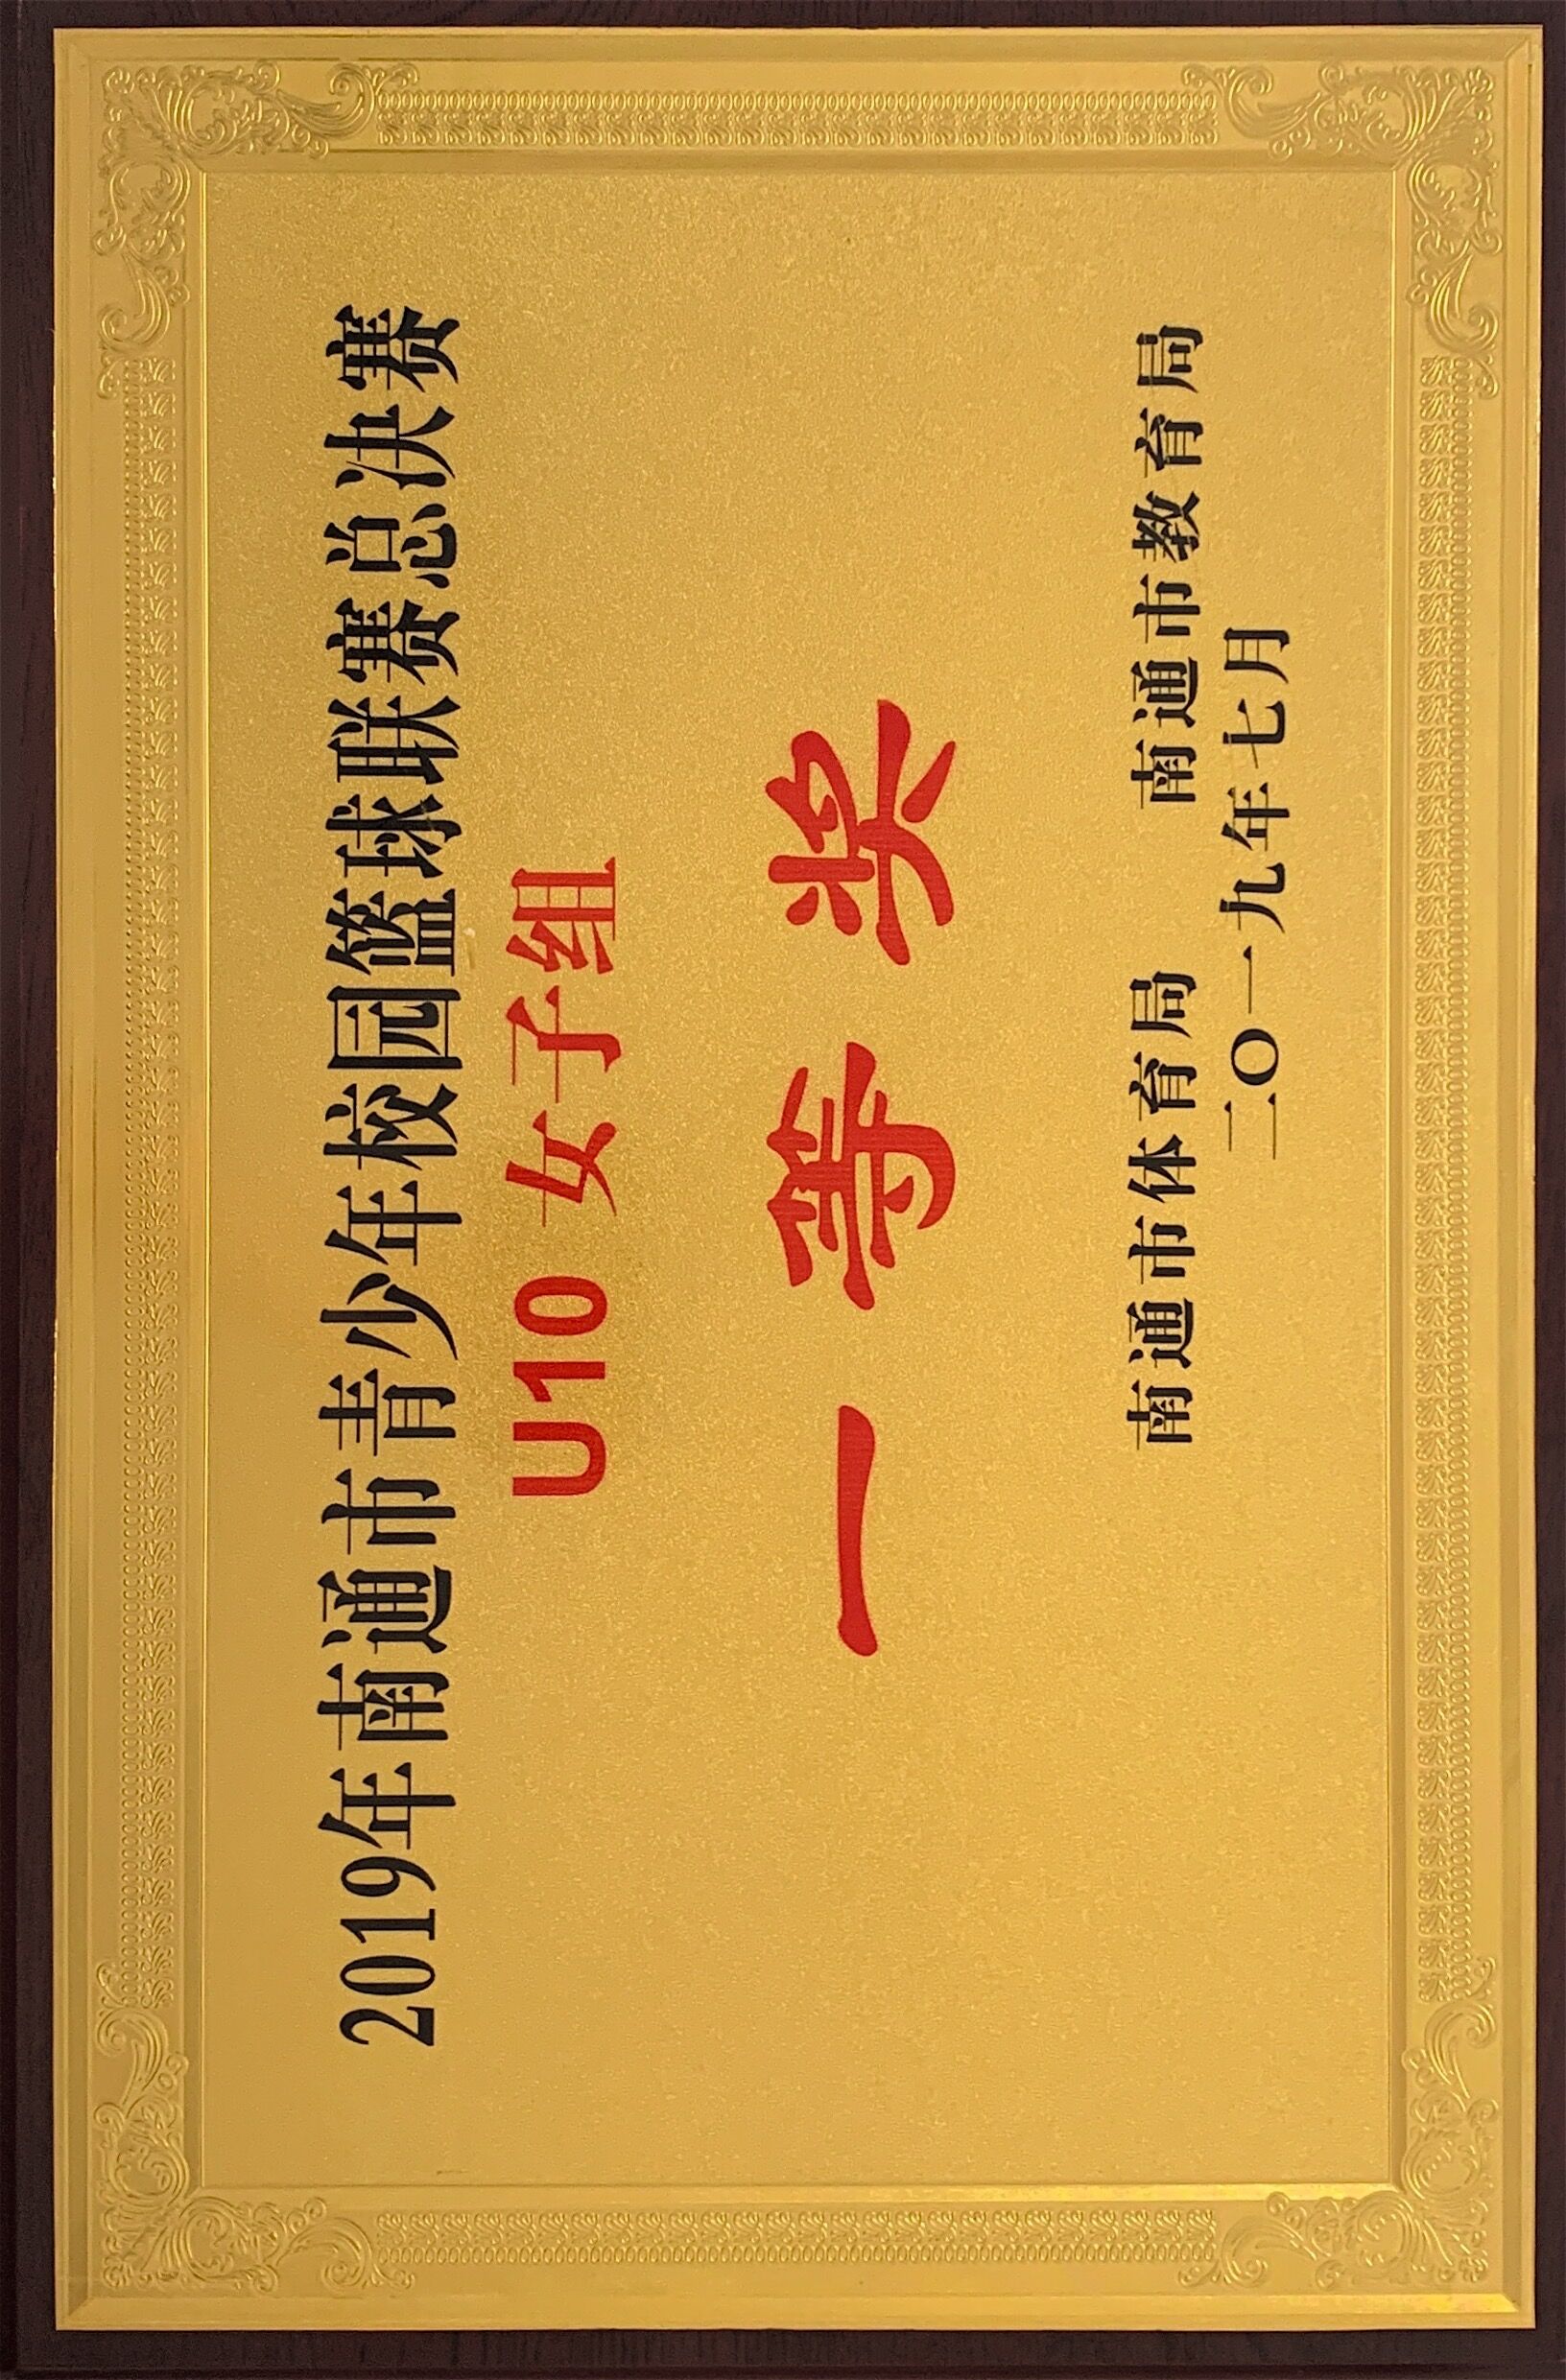 2019年南通市青少年校园篮球联赛总决赛
U10 女子组
一等奖
南通市体育局 南通市教育局
二〇一九年七月